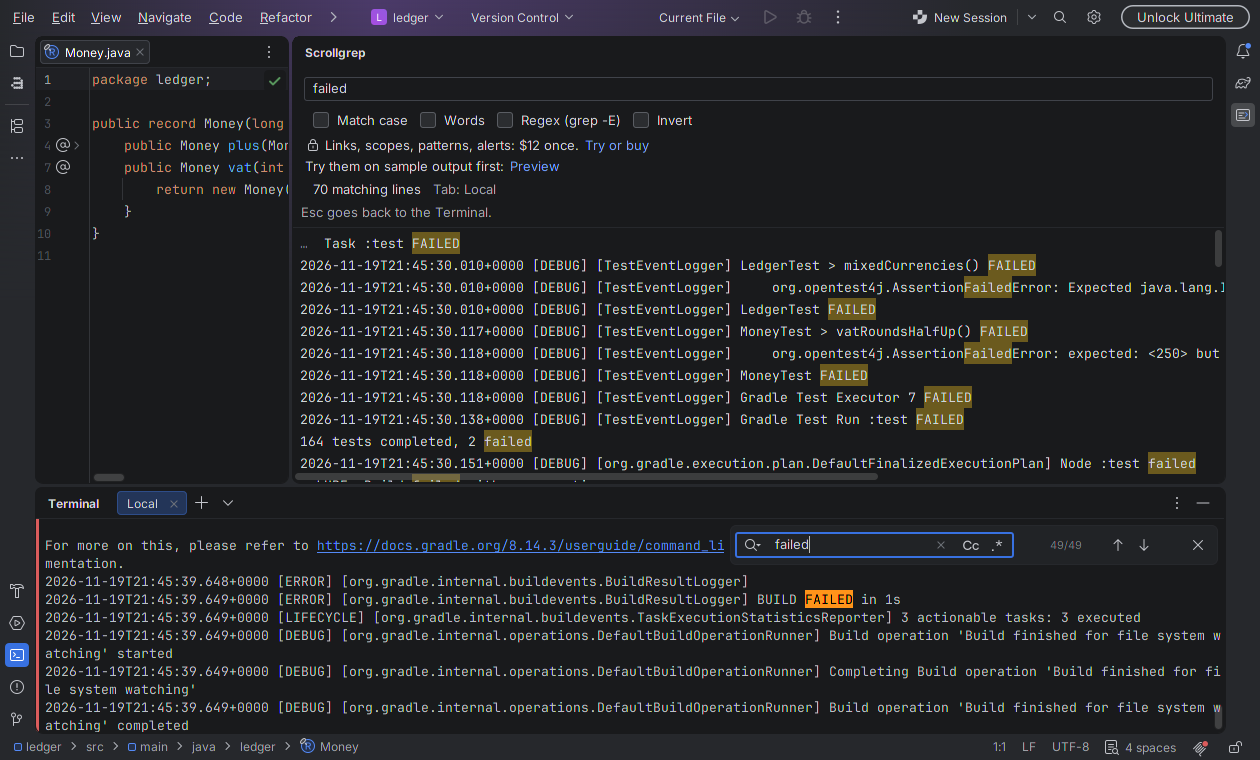 File Edit View Navigate Code Refactor L ledger Version Control Current File New Session Unlock Ultimate
Money.java
1 package ledger;
2
3 public record Money(long
4 @ public Money plus(Mon
7 @ public Money vat(int
8 return new Money(
9 }
10 }
11
Scrollgrep
failed
Match case Words Regex (grep -E) Invert
Links, scopes, patterns, alerts: $12 once. Try or buy
Try them on sample output first: Preview
70 matching lines Tab: Local
Esc goes back to the Terminal.
… Task :test FAILED
2026-11-19T21:45:30.010+0000 [DEBUG] [TestEventLogger] LedgerTest > mixedCurrencies() FAILED
2026-11-19T21:45:30.010+0000 [DEBUG] [TestEventLogger] org.opentest4j.AssertionFailedError: Expected java.lang.
2026-11-19T21:45:30.010+0000 [DEBUG] [TestEventLogger] LedgerTest FAILED
2026-11-19T21:45:30.117+0000 [DEBUG] [TestEventLogger] MoneyTest > vatRoundsHalfUp() FAILED
2026-11-19T21:45:30.118+0000 [DEBUG] [TestEventLogger] org.opentest4j.AssertionFailedError: expected: <250> but
2026-11-19T21:45:30.118+0000 [DEBUG] [TestEventLogger] MoneyTest FAILED
2026-11-19T21:45:30.118+0000 [DEBUG] [TestEventLogger] Gradle Test Executor 7 FAILED
2026-11-19T21:45:30.138+0000 [DEBUG] [TestEventLogger] Gradle Test Run :test FAILED
164 tests completed, 2 failed
2026-11-19T21:45:30.151+0000 [DEBUG] [org.gradle.execution.plan.DefaultFinalizedExecutionPlan] Node :test failed
Terminal Local
failed Cc .* 49/49
For more on this, please refer to https://docs.gradle.org/8.14.3/userguide/command_li
mentation.
2026-11-19T21:45:39.648+0000 [ERROR] [org.gradle.internal.buildevents.BuildResultLogger]
2026-11-19T21:45:39.649+0000 [ERROR] [org.gradle.internal.buildevents.BuildResultLogger] BUILD FAILED in 1s
2026-11-19T21:45:39.649+0000 [LIFECYCLE] [org.gradle.internal.buildevents.TaskExecutionStatisticsReporter] 3 actionable tasks: 3 executed
2026-11-19T21:45:39.649+0000 [DEBUG] [org.gradle.internal.operations.DefaultBuildOperationRunner] Build operation 'Build finished for file system w
atching' started
2026-11-19T21:45:39.649+0000 [DEBUG] [org.gradle.internal.operations.DefaultBuildOperationRunner] Completing Build operation 'Build finished for fi
le system watching'
2026-11-19T21:45:39.649+0000 [DEBUG] [org.gradle.internal.operations.DefaultBuildOperationRunner] Build operation 'Build finished for file system w
atching' completed
ledger src main java ledger Money 1:1 LF UTF-8 4 spaces